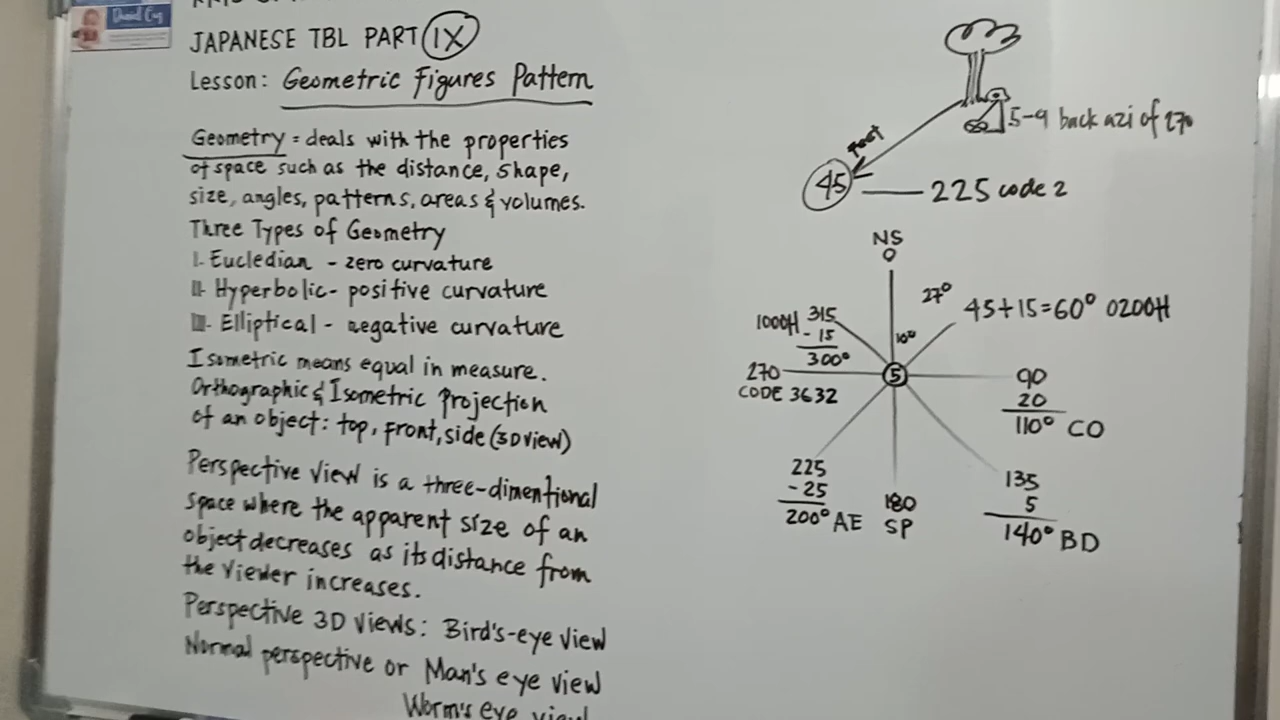 Daniel Cag
JAPANESE TBL PART IX
Lesson: Geometric Figures Pattern
Geometry = deals with the properties
of space such as the distance, shape,
size, angles, patterns, areas & volumes.
Three Types of Geometry
I. Eucledian - zero curvature
II. Hyperbolic - positive curvature
III. Elliptical - negative curvature
Isometric means equal in measure.
Orthographic & Isometric Projection
of an object: top, front, side (3D view)
Perspective View is a three-dimentional
space where the apparent size of an
object decreases as its distance from
the viewer increases.
Perspective 3D Views: Bird's-eye view
Normal perspective or Man's eye view
Worm's eye view
5-9 back azi of 270
45
225 code 2
NS
0
27°
45+15=60° 0200H
10°
1000H 315
- 15
300°
270
CODE 3632
5
90
20
110° CO
225
- 25
200° AE
180
SP
135
5
140° BD